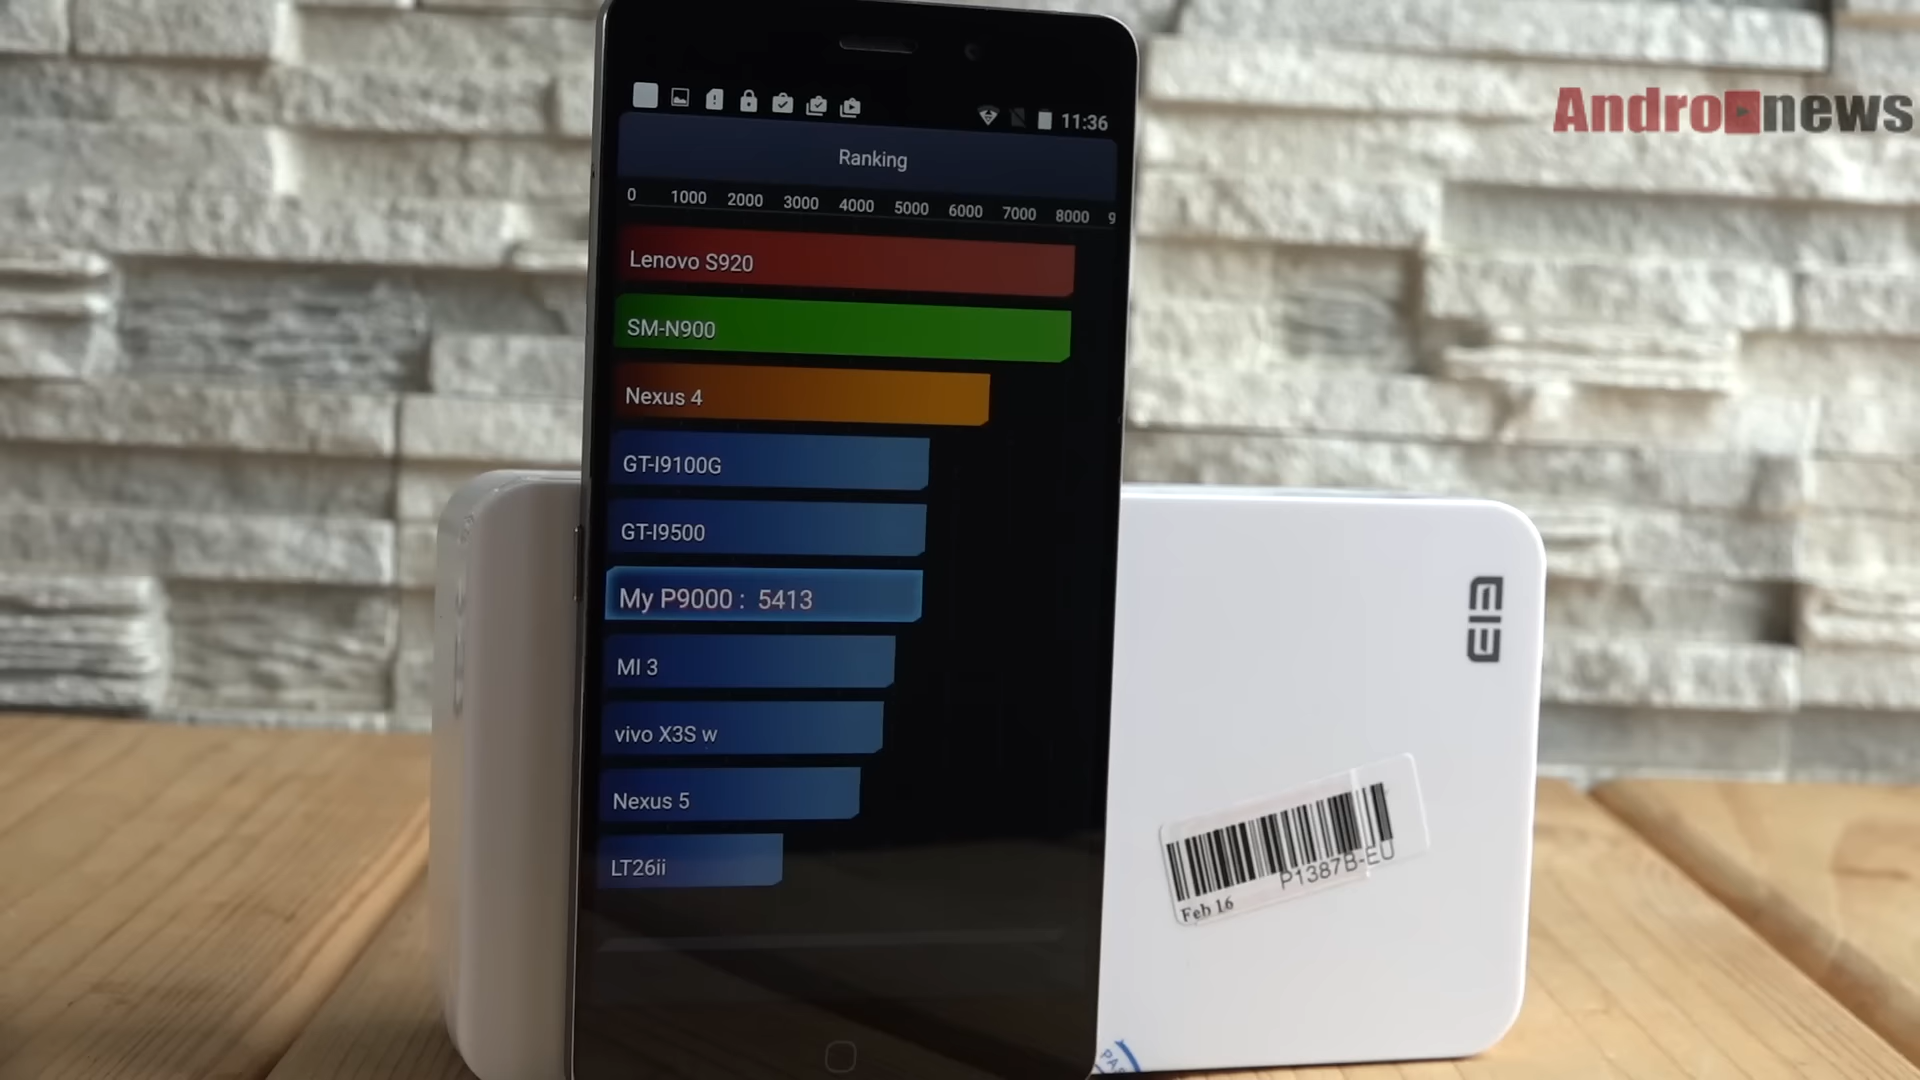 Andronews
11:36
Ranking
0 1000 2000 3000 4000 5000 6000 7000 8000 9
Lenovo S920
SM-N900
Nexus 4
GT-I9100G
GT-I9500
My P9000 : 5413
MI 3
vivo X3S w
Nexus 5
LT26ii
P1387B-EU
Feb 16